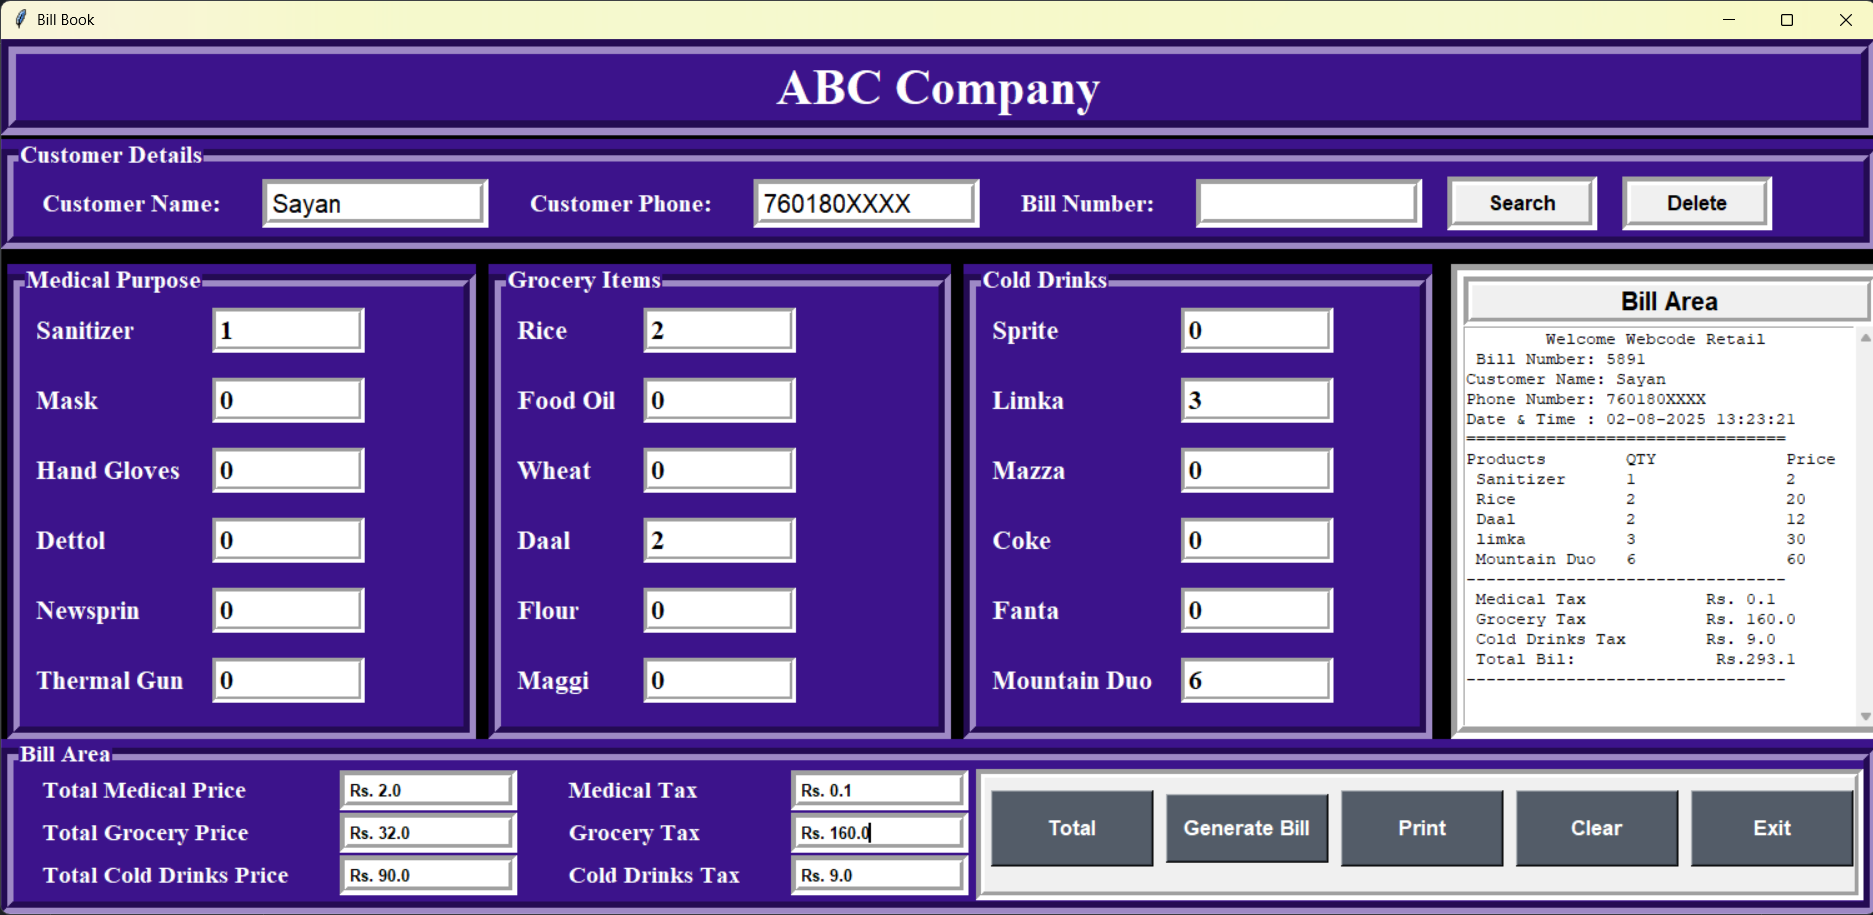 Bill Book
ABC Company
Customer Details
Customer Name: Sayan Customer Phone: 760180XXXX Bill Number: Search Delete
Medical Purpose
Sanitizer 1
Mask 0
Hand Gloves 0
Dettol 0
Newsprin 0
Thermal Gun 0
Grocery Items
Rice 2
Food Oil 0
Wheat 0
Daal 2
Flour 0
Maggi 0
Cold Drinks
Sprite 0
Limka 3
Mazza 0
Coke 0
Fanta 0
Mountain Duo 6
Bill Area
Welcome Webcode Retail
Bill Number: 5891
Customer Name: Sayan
Phone Number: 760180XXXX
Date & Time : 02-08-2025 13:23:21
================================
Products QTY Price
Sanitizer 1 2
Rice 2 20
Daal 2 12
limka 3 30
Mountain Duo 6 60
--------------------------------
Medical Tax Rs. 0.1
Grocery Tax Rs. 160.0
Cold Drinks Tax Rs. 9.0
Total Bil: Rs.293.1
--------------------------------
Bill Area
Total Medical Price Rs. 2.0 Medical Tax Rs. 0.1
Total Grocery Price Rs. 32.0 Grocery Tax Rs. 160.0
Total Cold Drinks Price Rs. 90.0 Cold Drinks Tax Rs. 9.0
Total Generate Bill Print Clear Exit